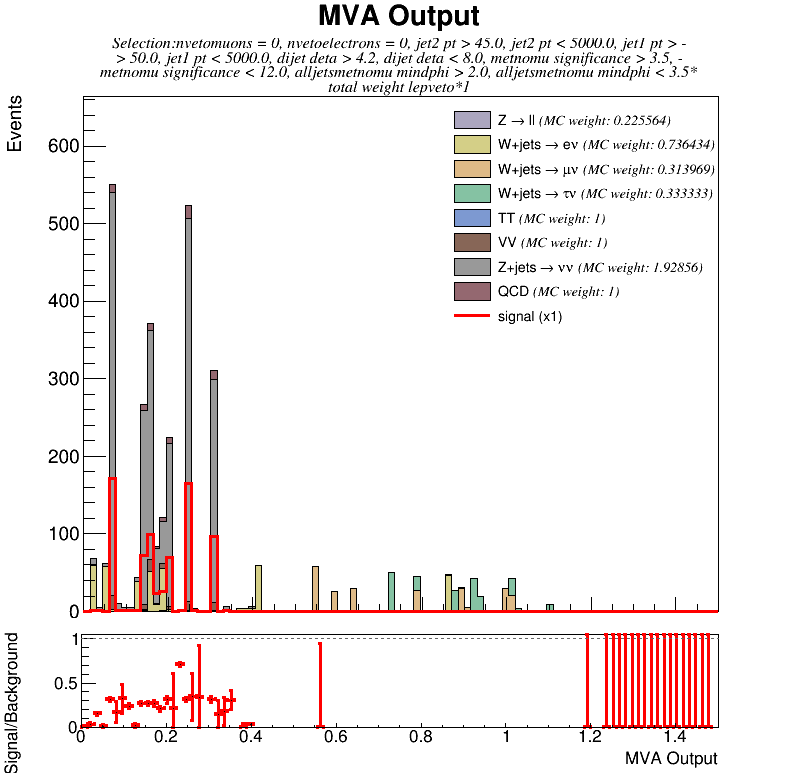 MVA Output
Selection:nvetomuons = 0, nvetoelectrons = 0, jet2 pt > 45.0, jet2 pt < 5000.0, jet1 pt > -
> 50.0, jet1 pt < 5000.0, dijet deta > 4.2, dijet deta < 8.0, metnomu significance > 3.5, -
metnomu significance < 12.0, alljetsmetnomu mindphi > 2.0, alljetsmetnomu mindphi < 3.5*
total weight lepveto*1
Events
Z → ll (MC weight: 0.225564)
W+jets → eν (MC weight: 0.736434)
W+jets → μν (MC weight: 0.313969)
W+jets → τν (MC weight: 0.333333)
TT (MC weight: 1)
VV (MC weight: 1)
Z+jets → νν (MC weight: 1.92856)
QCD (MC weight: 1)
signal (x1)
600
500
400
300
200
100
0
Signal/Background
1
0.5
0
0 0.2 0.4 0.6 0.8 1 1.2 1.4
MVA Output